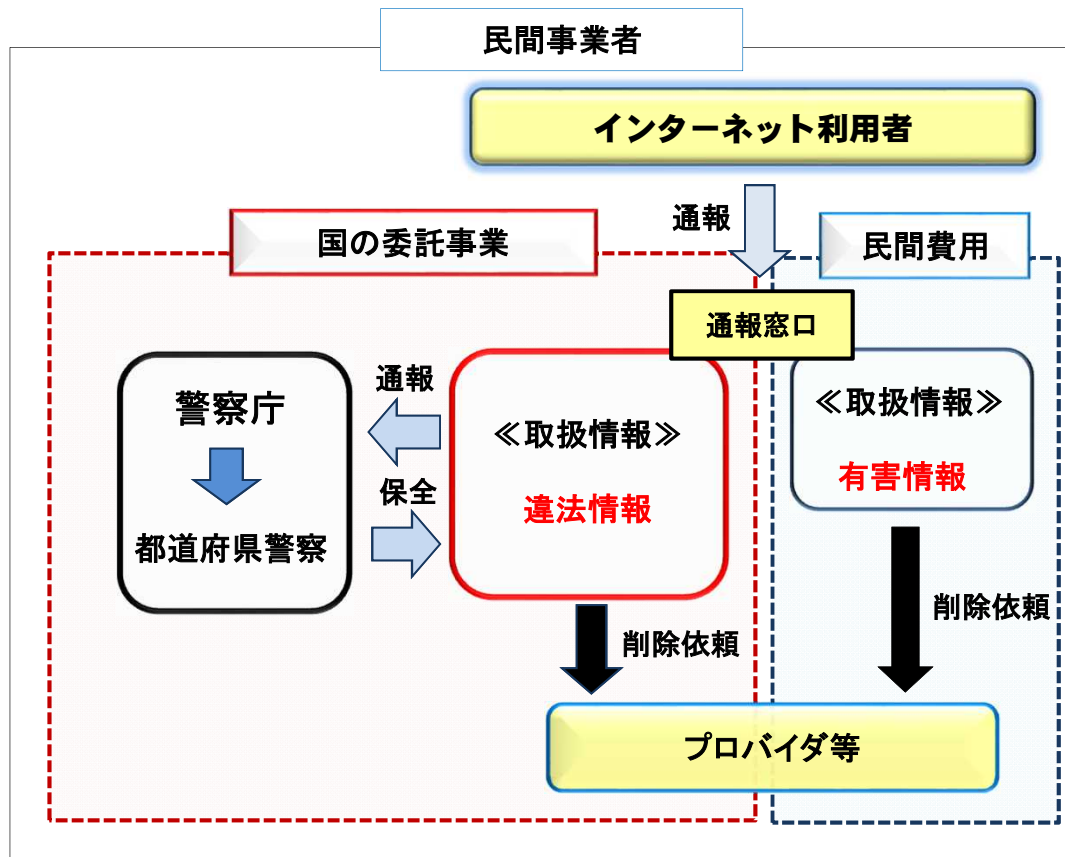 民間事業者
インターネット利用者
通報
国の委託事業
民間費用
通報窓口
通報
警察庁
≪取扱情報≫
違法情報
≪取扱情報≫
有害情報
保全
都道府県警察
削除依頼
削除依頼
プロバイダ等